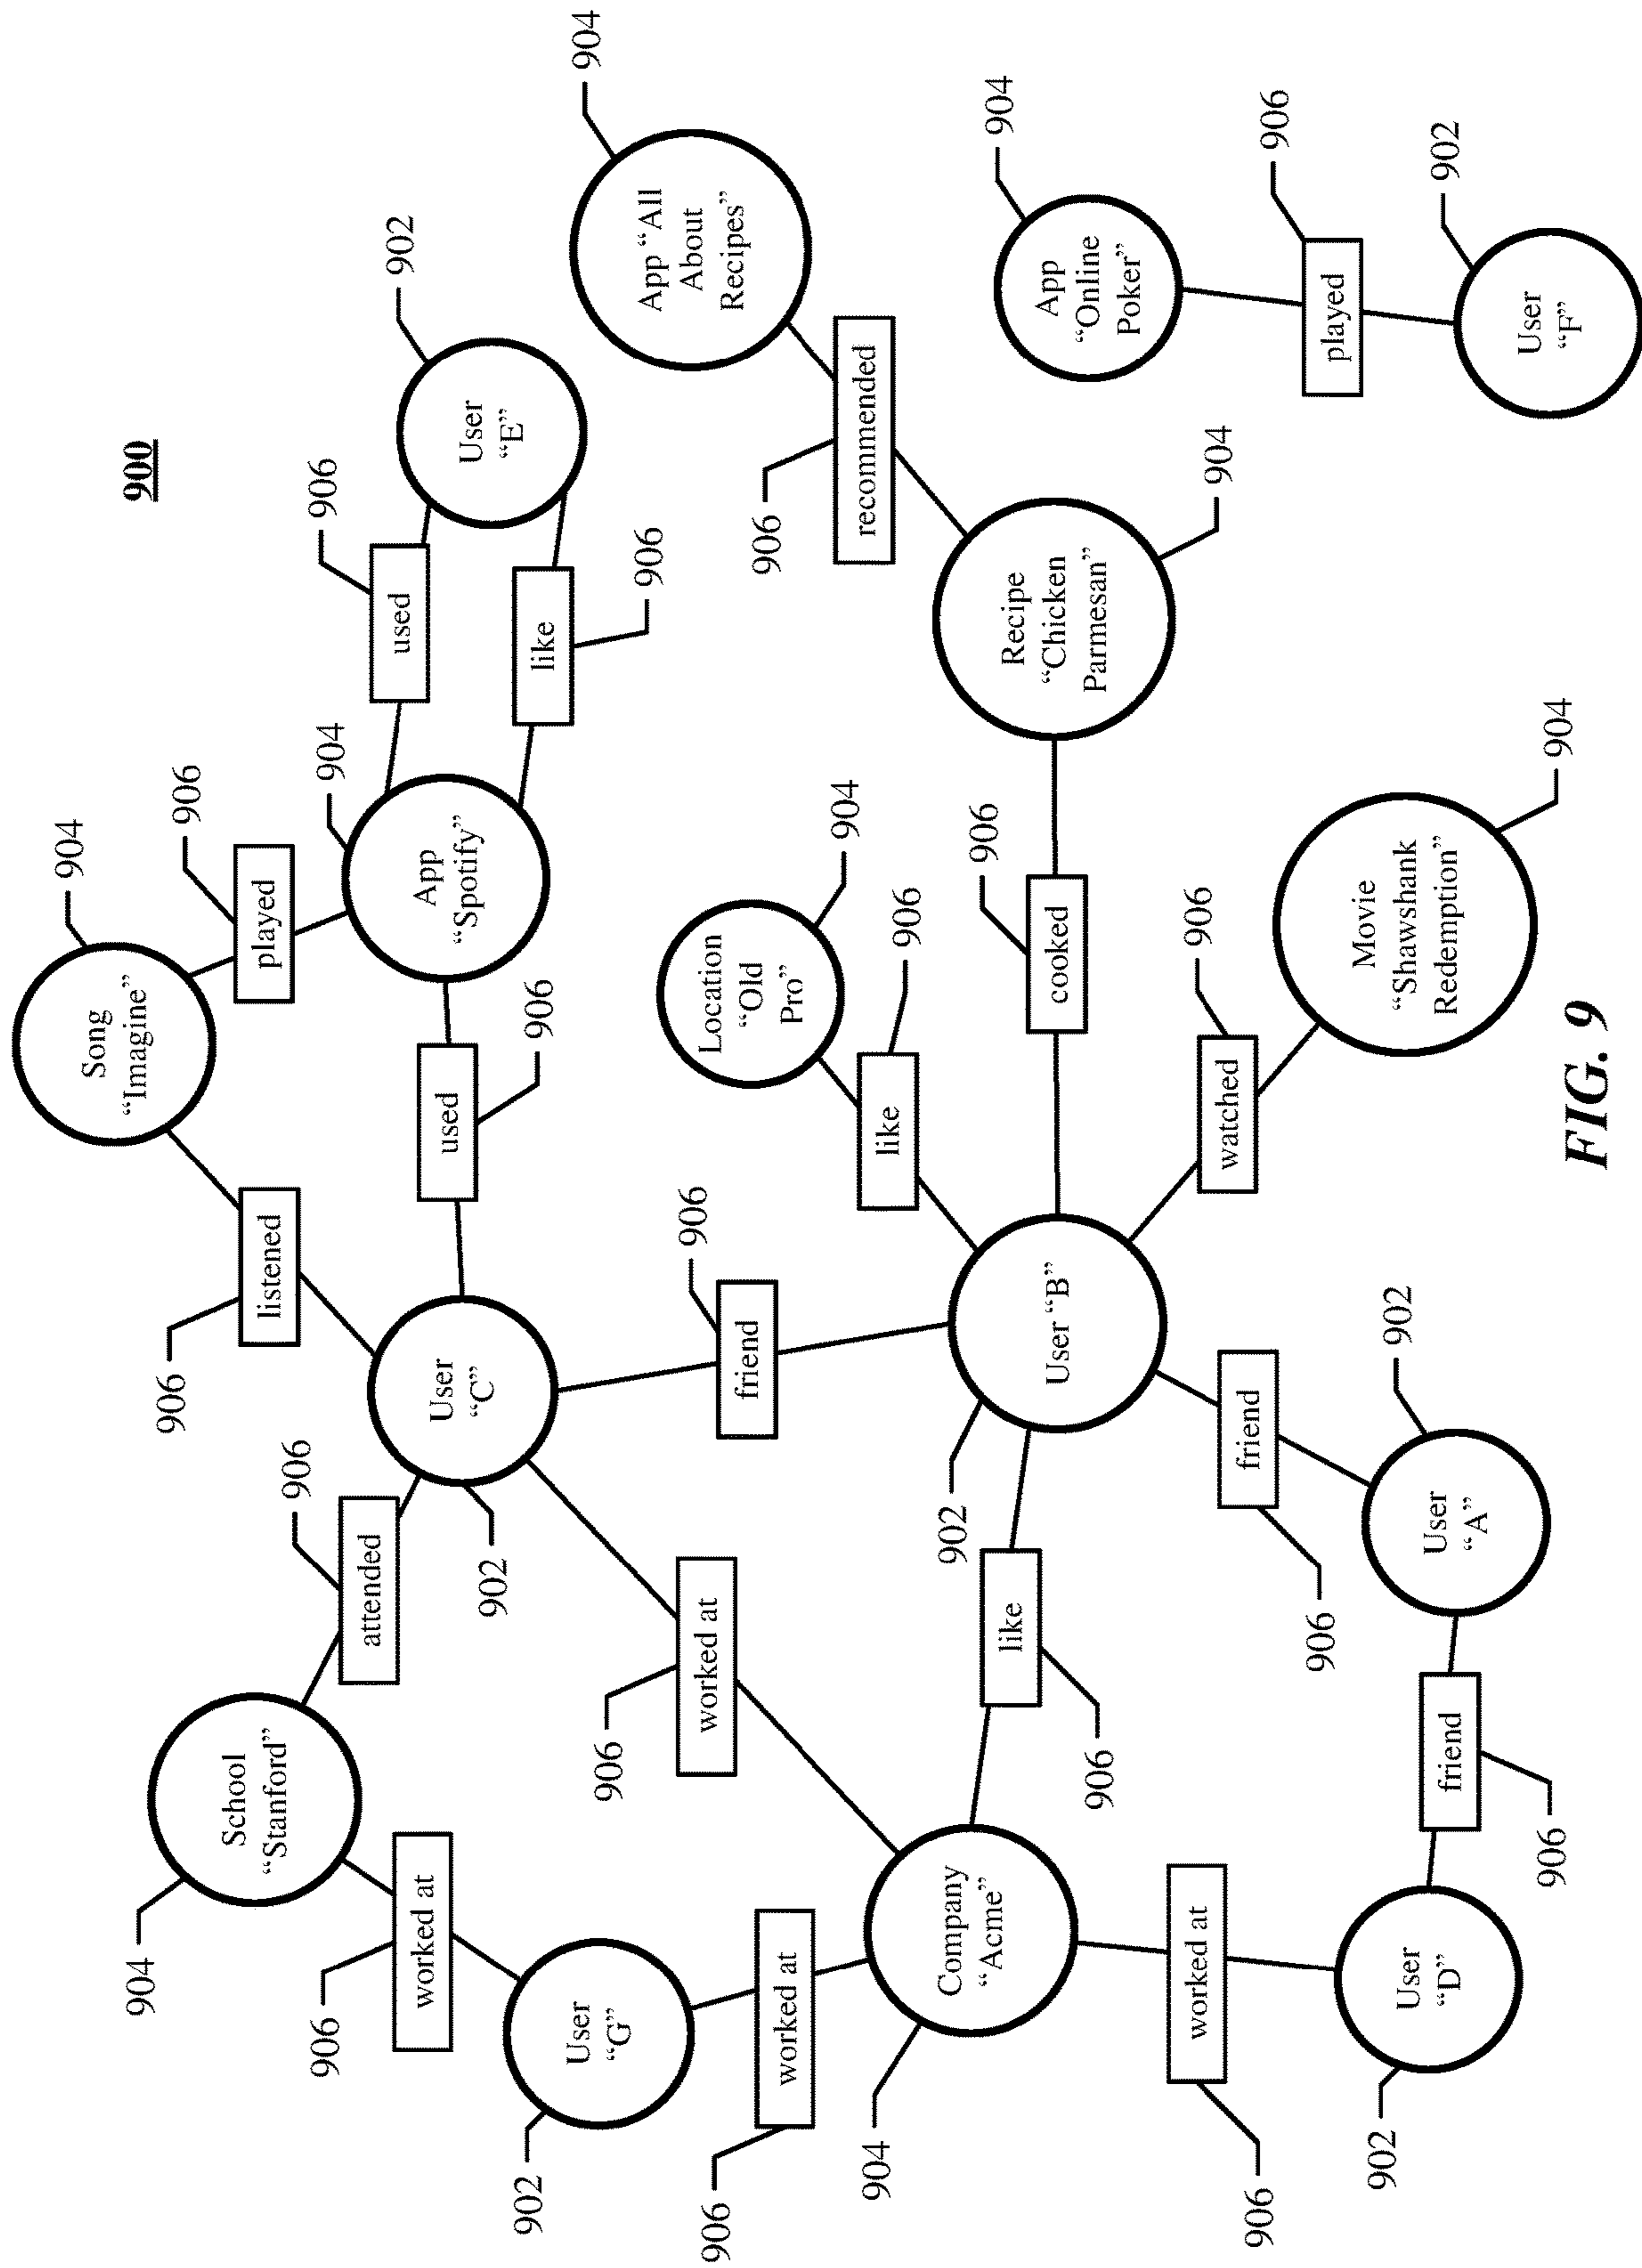 904
Song
“Imagine”
900
904
906
906
School
“Stanford”
listened
played
906
906
906
904
attended
used
902
worked at
User
“C”
used
App
“Spotify”
User
“E”
902
902
906
like
906
User
“G”
904
906
App “All
About
Recipes”
906
worked at
906
Location
“Old
Pro”
friend
906
worked at
904
recommended
904
like
906
902
Company
“Acme”
906
904
like
Recipe
“Chicken
Parmesan”
User “B”
cooked
App
“Online
Poker”
906
worked at
906
904
friend
watched
906
906
906
played
Movie
“Shawshank
Redemption”
902
902
User
“D”
User
“A”
902
friend
User
“F”
906
904
FIG. 9